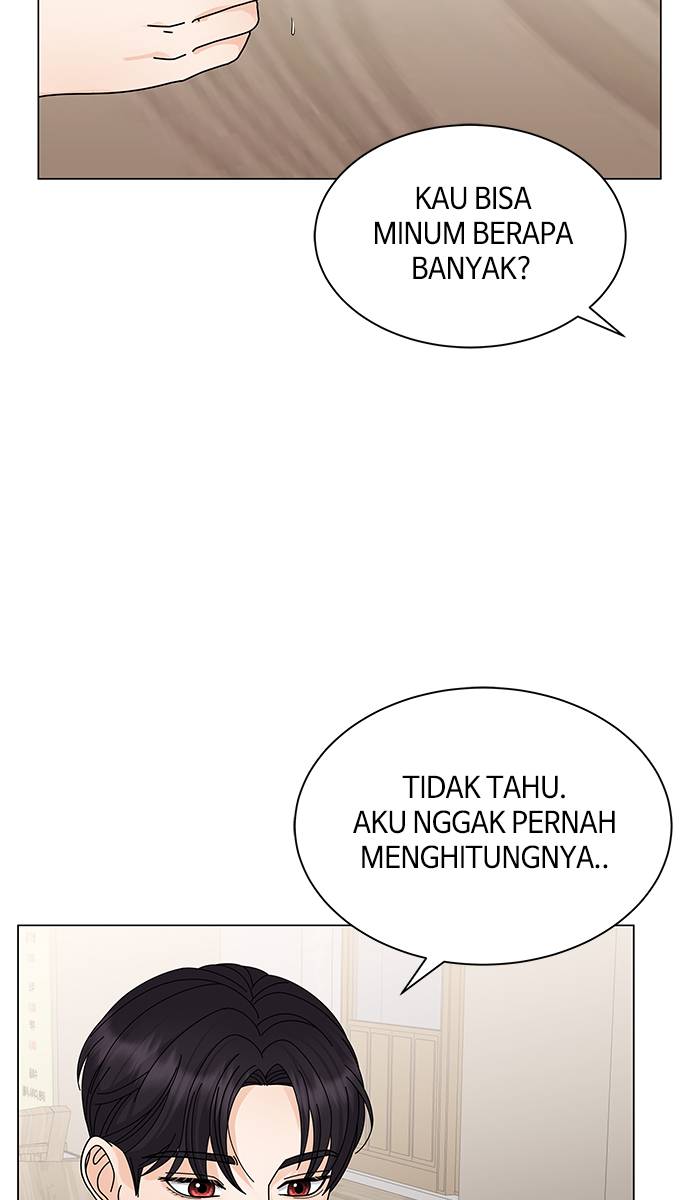 KAU BISA
MINUM BERAPA
BANYAK?
TIDAK TAHU.
AKU NGGAK PERNAH
MENGHITUNGNYA..